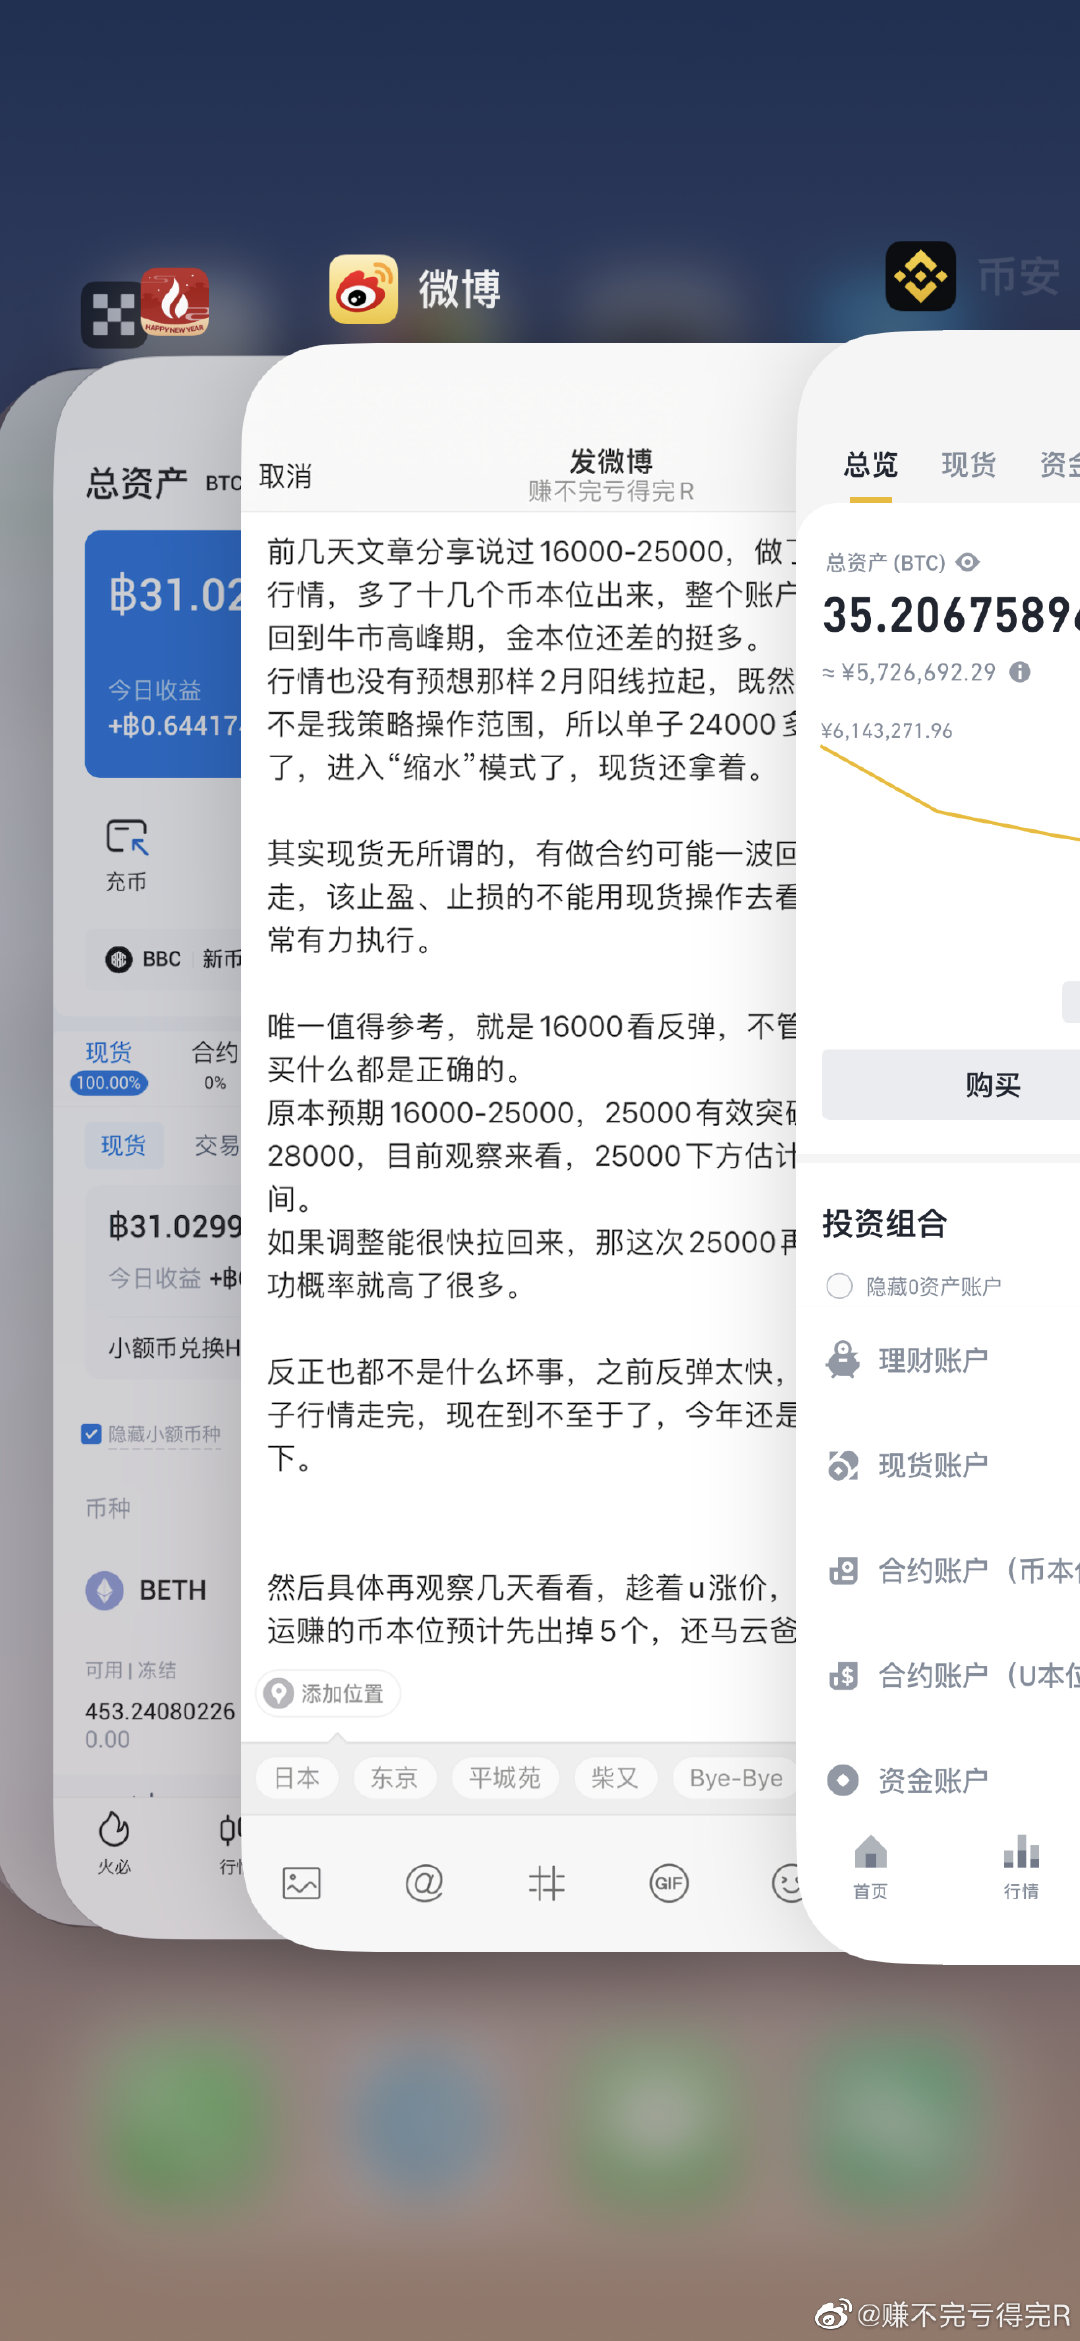 HAPPY NEW YEAR
微博
币安
总资产 BTC
฿31.02
今日收益
+฿0.64417
充币
BBC 新币
现货 合约
100.00% 0%
现货 交易
฿31.0299
今日收益 +฿
小额币兑换H
隐藏小额币种
币种
BETH
可用 | 冻结
453.24080226
0.00
火必 行情
取消
发微博
赚不完亏得完R
前几天文章分享说过16000-25000，做了
行情，多了十几个币本位出来，整个账户
回到牛市高峰期，金本位还差的挺多。
行情也没有预想那样2月阳线拉起，既然
不是我策略操作范围，所以单子24000多
了，进入“缩水”模式了，现货还拿着。
其实现货无所谓的，有做合约可能一波回
走，该止盈、止损的不能用现货操作去看
常有力执行。
唯一值得参考，就是16000看反弹，不管
买什么都是正确的。
原本预期16000-25000，25000有效突破
28000，目前观察来看，25000下方估计
间。
如果调整能很快拉回来，那这次25000再
功概率就高了很多。
反正也都不是什么坏事，之前反弹太快，
子行情走完，现在到不至于了，今年还是
下。
然后具体再观察几天看看，趁着u涨价，
运赚的币本位预计先出掉5个，还马云爸
添加位置
日本 东京 平城苑 柴又 Bye-Bye
GIF
总览 现货 资金
总资产 (BTC)
35.2067589
≈ ¥5,726,692.29
¥6,143,271.96
购买
投资组合
隐藏0资产账户
理财账户
现货账户
合约账户（币本位
合约账户（U本位
资金账户
首页 行情
@赚不完亏得完R